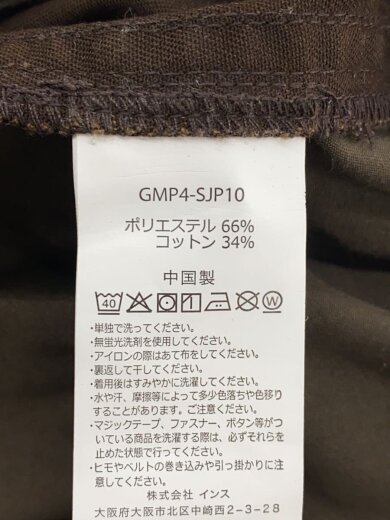 GMP4-SJP10
ポリエステル 66%
コットン 34%
中国製
40 W
・単独で洗ってください。
・無蛍光洗剤を使用してください。
・アイロンの際はあて布をしてください。
・裏返して干してください。
・着用後はすみやかに洗濯してください。
・水や汗、摩擦等によって多少色落ちや色移り
することがあります。ご注意ください。
・マジックテープ、ファスナー、ボタン等がつ
いている商品を洗濯する際は、必ずそれらを
止めた状態で行ってください。
・ヒモやベルトの巻き込みや引っ掛かりに注
意してください。
株式会社 インス
大阪府大阪市北区中崎西2-3-28